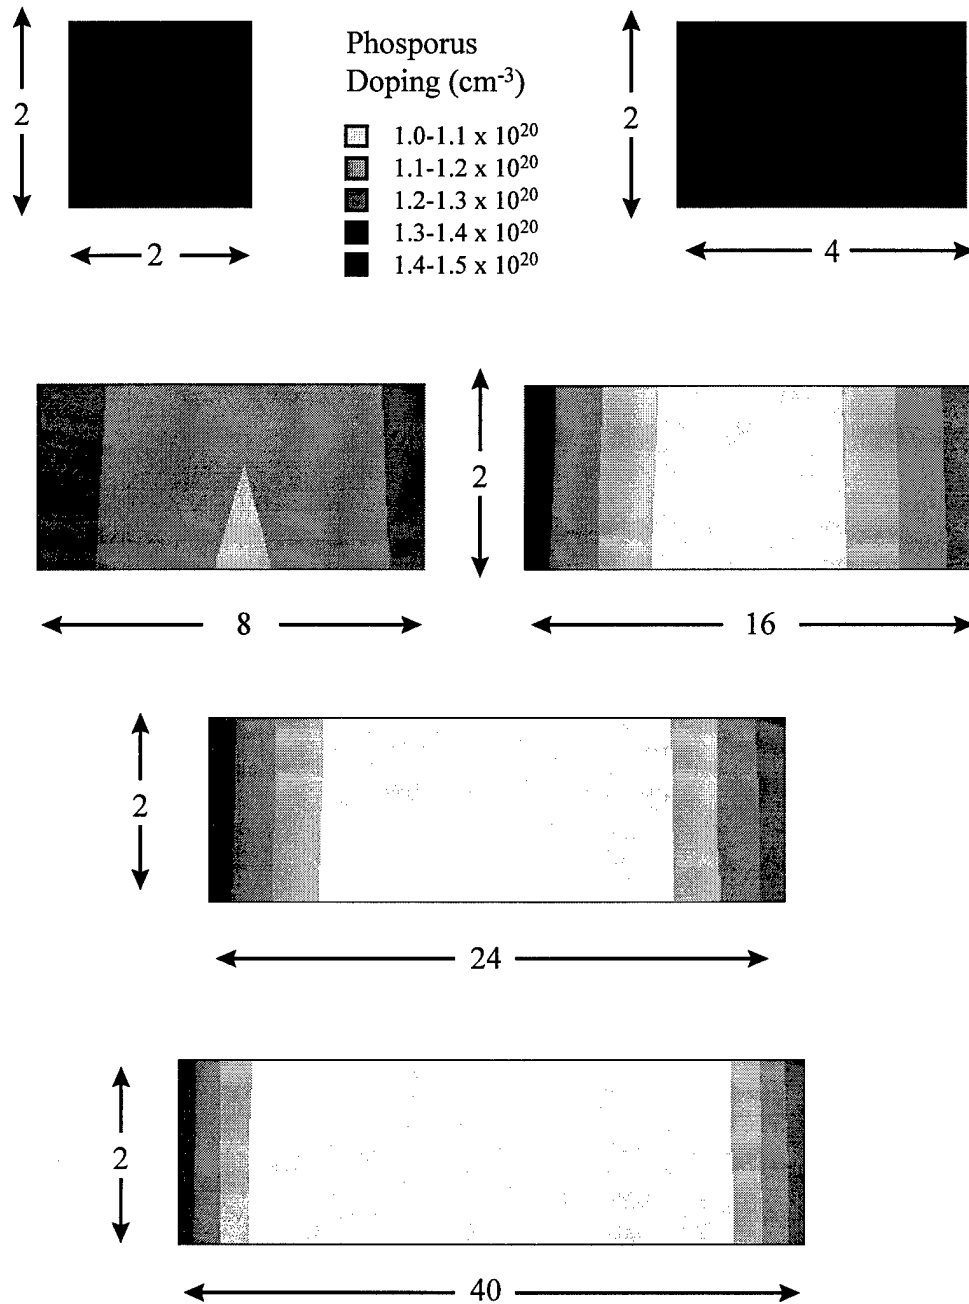 Phosporus
Doping (cm⁻³)
1.0-1.1 x 10²⁰
1.1-1.2 x 10²⁰
1.2-1.3 x 10²⁰
1.3-1.4 x 10²⁰
1.4-1.5 x 10²⁰
2
2
2
4
2
8
16
2
24
2
40